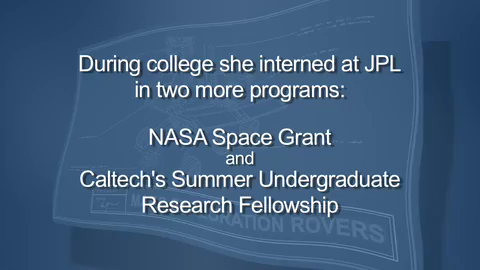 During college she interned at JPL
in two more programs:
NASA Space Grant
and
Caltech's Summer Undergraduate
Research Fellowship
ROVERS